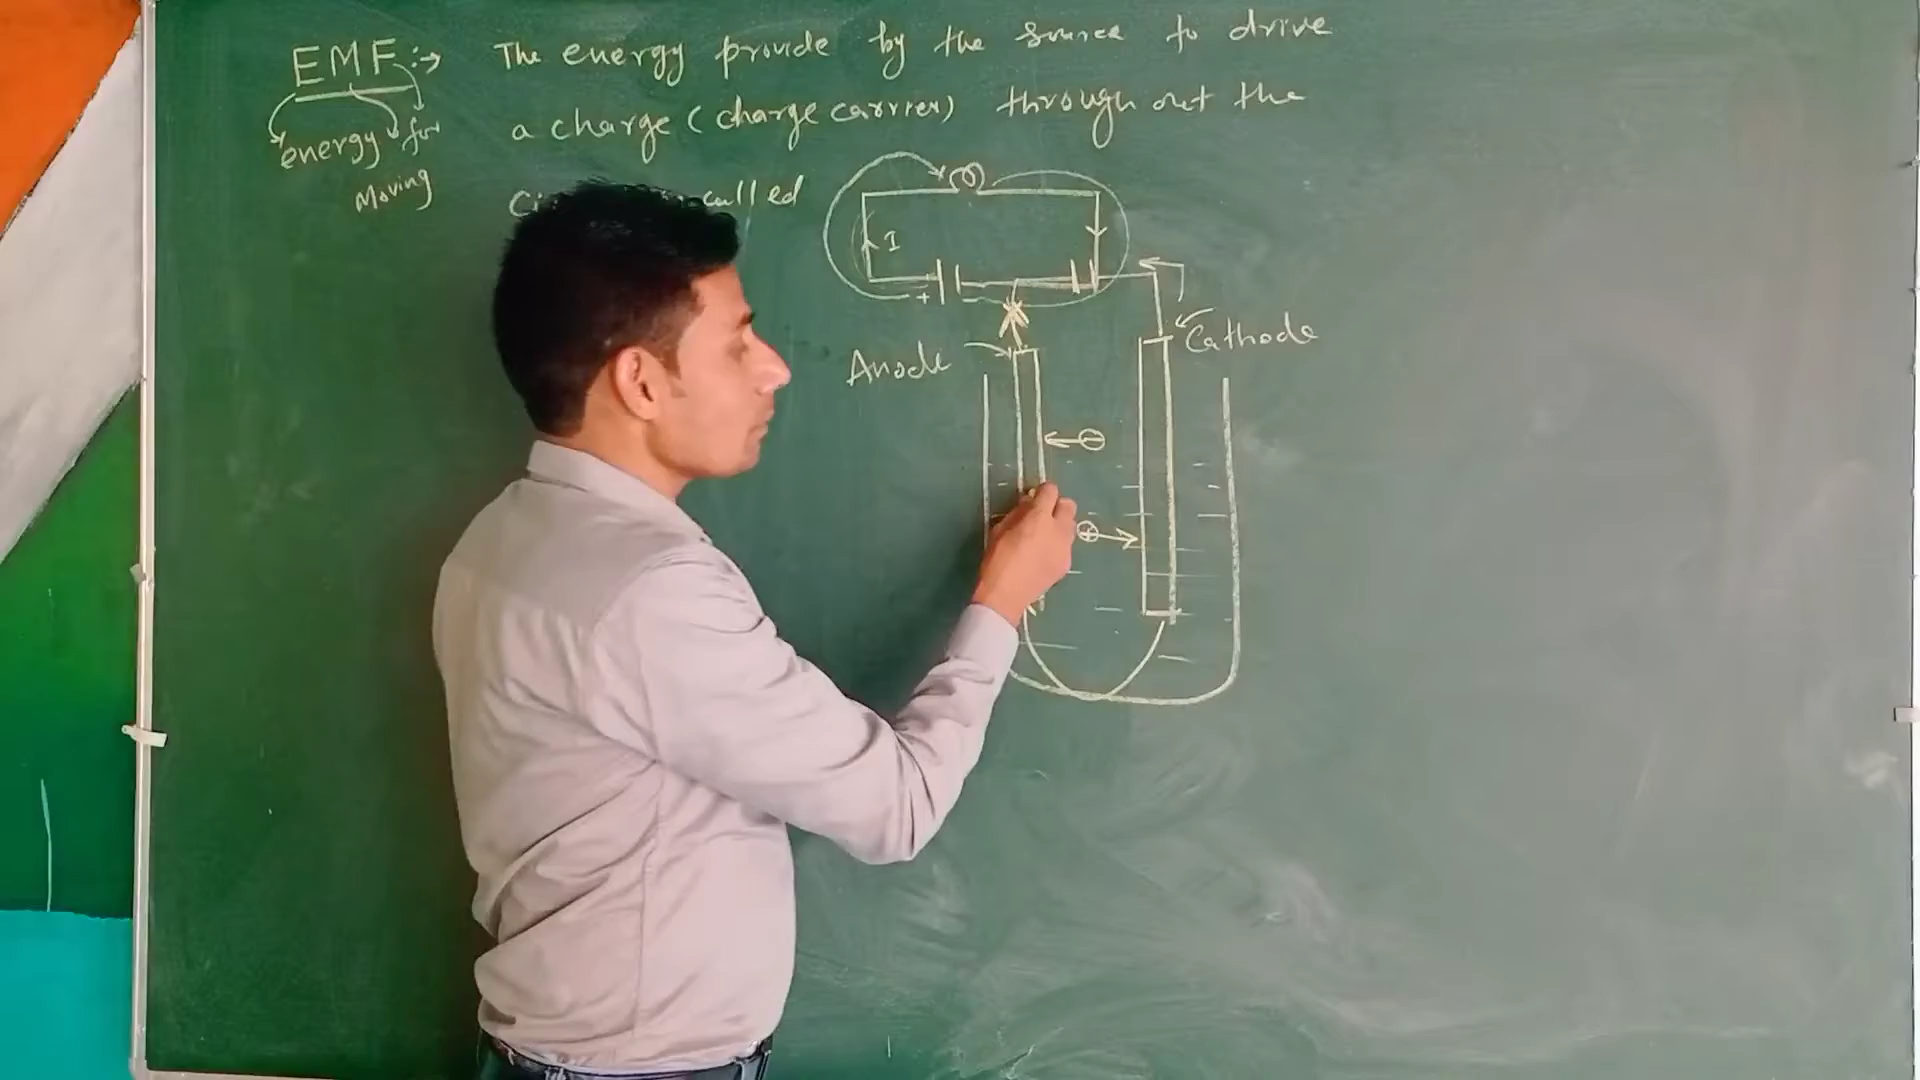 EMF :→ The energy provide by the source to drive
a charge (charge carrier) through out the
energy for
Moving
called
I
+ -
Anode
Cathode
-
+